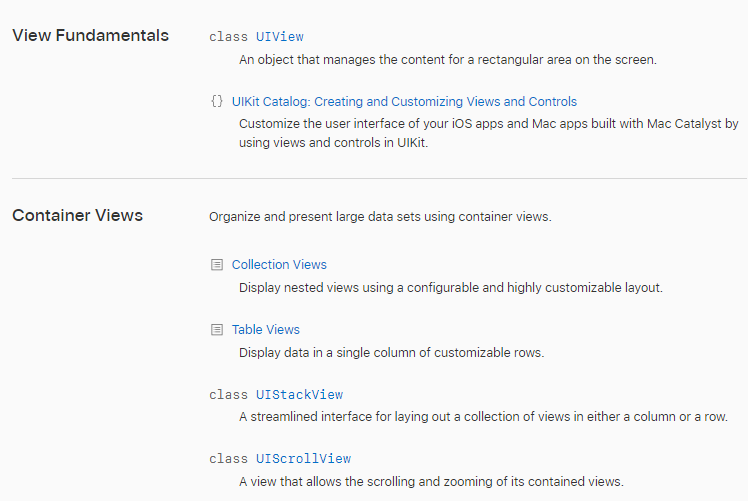 View Fundamentals
class UIView
An object that manages the content for a rectangular area on the screen.
{} UIKit Catalog: Creating and Customizing Views and Controls
Customize the user interface of your iOS apps and Mac apps built with Mac Catalyst by
using views and controls in UIKit.
Container Views
Organize and present large data sets using container views.
Collection Views
Display nested views using a configurable and highly customizable layout.
Table Views
Display data in a single column of customizable rows.
class UIStackView
A streamlined interface for laying out a collection of views in either a column or a row.
class UIScrollView
A view that allows the scrolling and zooming of its contained views.